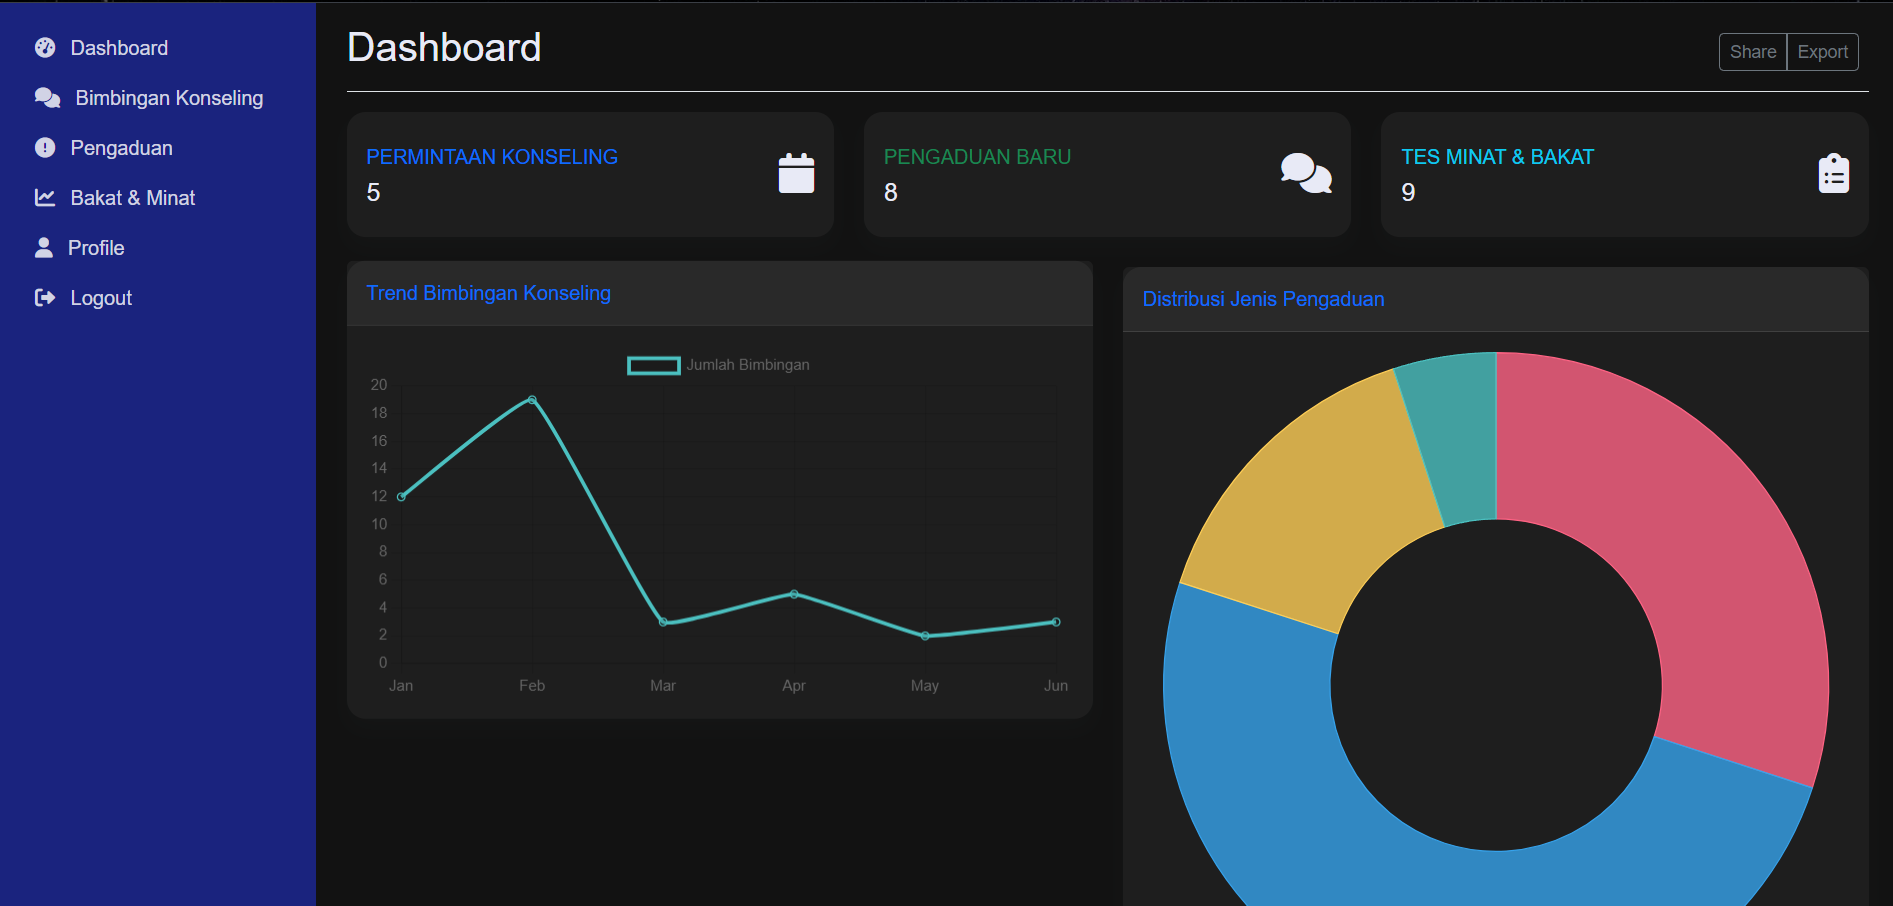 Dashboard
Bimbingan Konseling
Pengaduan
Bakat & Minat
Profile
Logout
Dashboard
Share
Export
PERMINTAAN KONSELING
5
PENGADUAN BARU
8
TES MINAT & BAKAT
9
Trend Bimbingan Konseling
Jumlah Bimbingan
20
18
16
14
12
10
8
6
4
2
0
Jan Feb Mar Apr May Jun
Distribusi Jenis Pengaduan